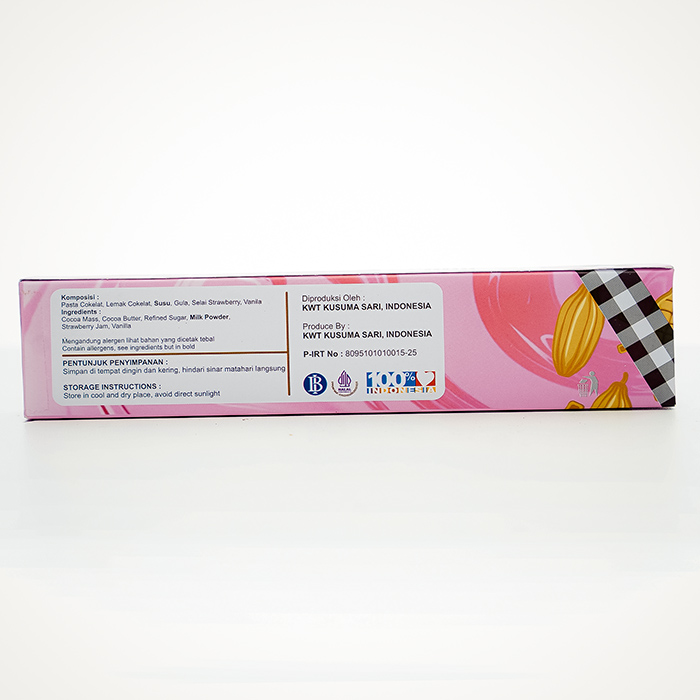 Komposisi :
Pasta Cokelat, Lemak Cokelat, Susu, Gula, Selai Strawberry, Vanila
Ingredients :
Cocoa Mass, Cocoa Butter, Refined Sugar, Milk Powder,
Strawberry Jam, Vanilla
Mengandung alergen lihat bahan yang dicetak tebal
Contain allergens, see ingredients but in bold
PENTUNJUK PENYIMPANAN :
Simpan di tempat dingin dan kering, hindari sinar matahari langsung
STORAGE INSTRUCTIONS :
Store in cool and dry place, avoid direct sunlight
Diproduksi Oleh :
KWT KUSUMA SARI, INDONESIA
Produce By :
KWT KUSUMA SARI, INDONESIA
P-IRT No : 8095101010015-25
BI
HALAL
100%
INDONESIA